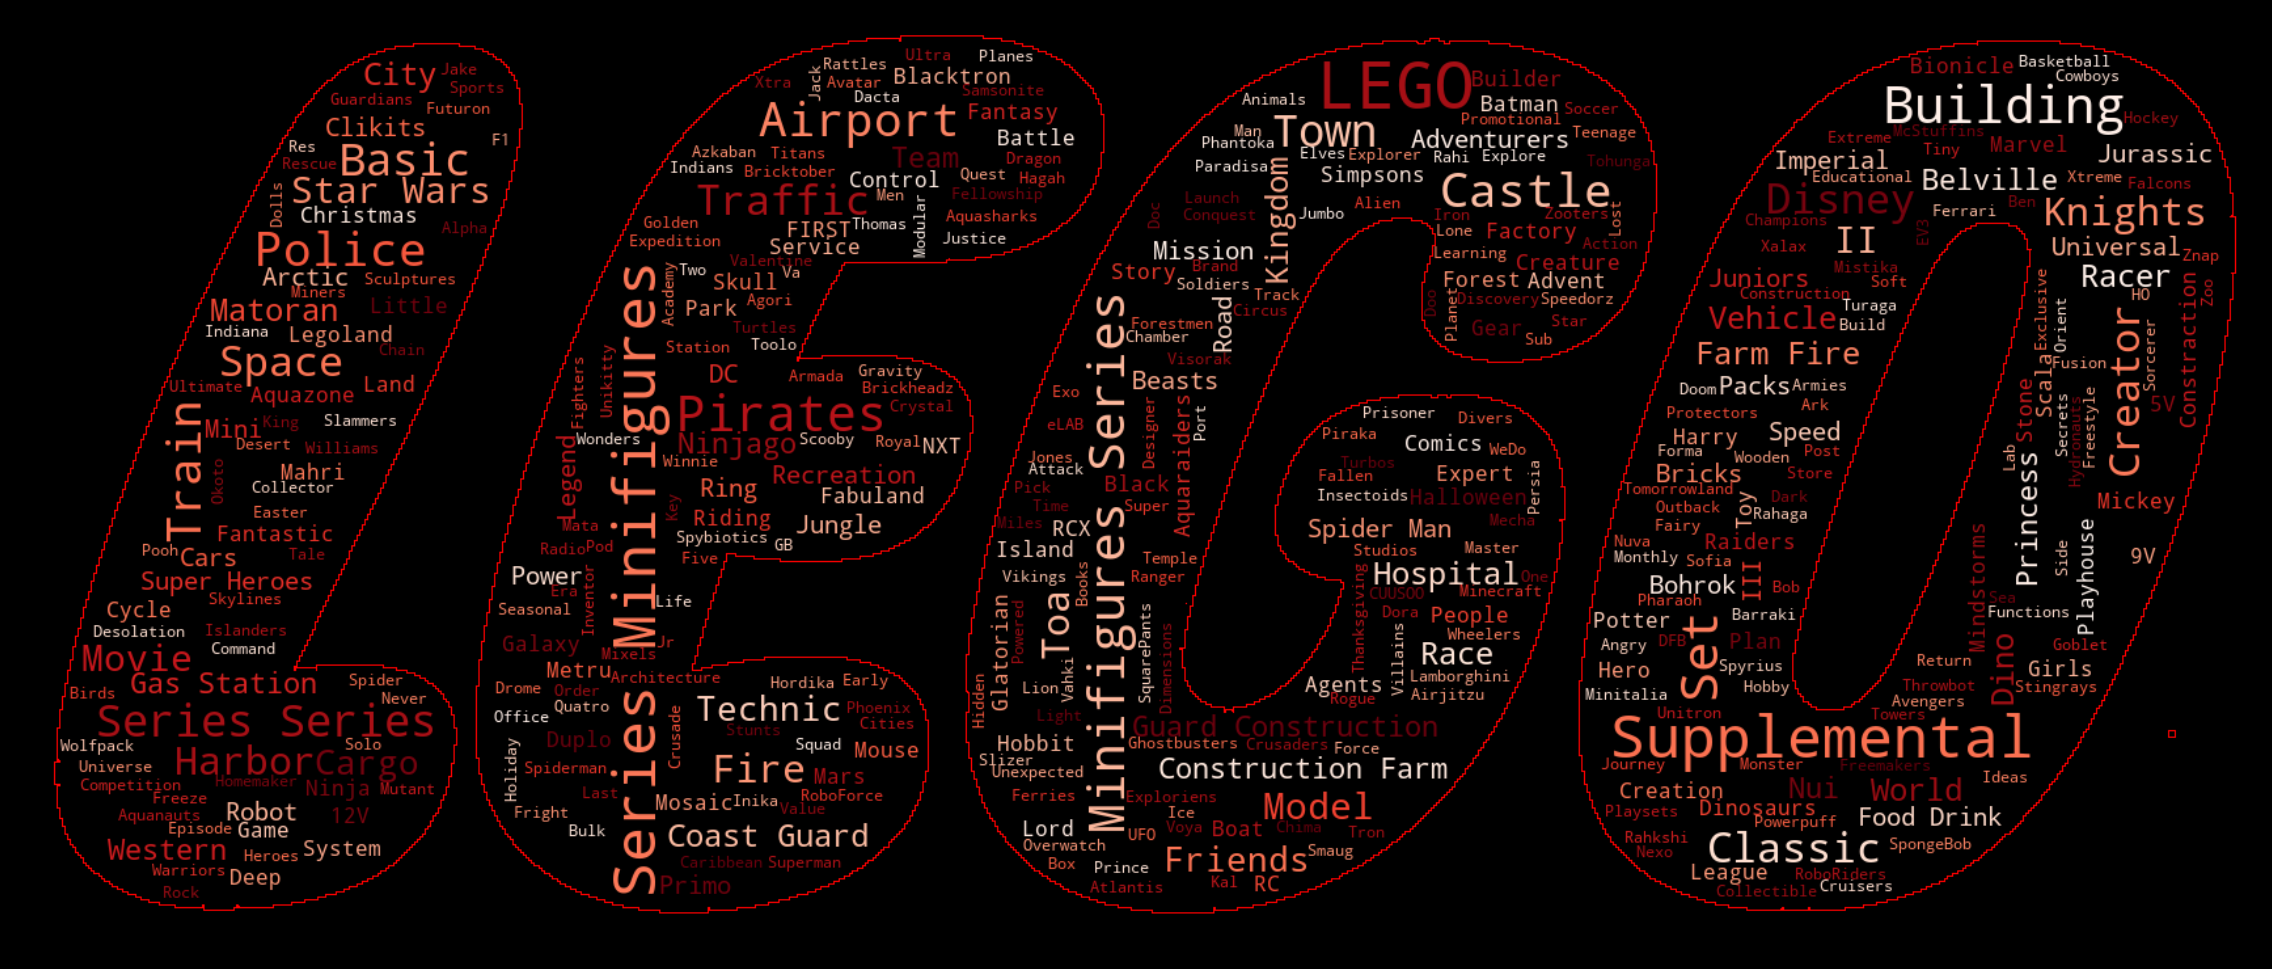 City
Jake
Sports
Guardians
Futuron
Clikits
F1
Res
Rescue
Basic
Star Wars
Dolls
Christmas
Alpha
Police
Arctic
Sculptures
Miners
Little
Matoran
Indiana
Legoland
Chain
Space
Ultimate
Land
Aquazone
Train
Mini
King
Slammers
Desert
Williams
Okoto
Mahri
Collector
Easter
Fantastic
Pooh
Cars
Tale
Super Heroes
Skylines
Cycle
Desolation
Islanders
Command
Movie
Gas Station
Spider
Birds
Never
Series Series
Wolfpack
Solo
Universe
Harbor
Cargo
Competition
Homemaker
Ninja
Mutant
Freeze
Aquanauts
Robot
12V
Episode
Game
Western
Heroes
System
Warriors
Deep
Rock
Ultra
Planes
Rattles
Jack
Xtra
Avatar
Blacktron
Dacta
Samsonite
Airport
Fantasy
Battle
Azkaban
Titans
Team
Dragon
Indians
Bricktober
Control
Quest
Hagah
Traffic
Men
Fellowship
Golden
FIRST
Thomas
Modular
Aquasharks
Expedition
Service
Justice
Valentine
Academy
Two
Va
Skull
Park
Agori
Turtles
Station
Toolo
DC
Armada
Gravity
Brickheadz
Fighters
Unikitty
Minifigures
Pirates
Crystal
Wonders
Ninjago
Scooby
Royal
NXT
Legend
Winnie
Recreation
Ring
Fabuland
Key
Riding
Jungle
Mata
Spybiotics
GB
Radio
Pod
Five
Power
Era
Inventor
Life
Seasonal
Galaxy
Jr
Mixels
Metru
Architecture
Drome
Order
Hordika
Early
Quatro
Office
Technic
Phoenix
Cities
Stunts
Crusade
Duplo
Squad
Mouse
Holiday
Spiderman
Fire
Mars
Last
Series
Mosaic
Inika
RoboForce
Value
Fright
Bulk
Coast Guard
Caribbean
Superman
Primo
LEGO
Builder
Animals
Batman
Soccer
Promotional
Man
Town
Adventurers
Teenage
Phantoka
Elves
Explorer
Rahi
Explore
Tohunga
Paradisa
Kingdom
Simpsons
Castle
Launch
Doc
Conquest
Jumbo
Alien
Iron
Zooters
Lost
Lone
Factory
Mission
Learning
Action
Brand
Creature
Story
Soldiers
Forest
Advent
Track
Doo
Discovery
Speedorz
Planet
Circus
Road
Forestmen
Gear
Star
Chamber
Sub
Visorak
Beasts
Exo
Aquaraiders
Port
Designer
Prisoner
Divers
eLAB
Piraka
Comics
WeDo
Jones
Attack
Turbos
Fallen
Expert
Persia
Pick
Black
Insectoids
Halloween
Time
Super
Miles
RCX
Spider Man
Mecha
Island
Temple
Studios
Master
Vikings
Books
Ranger
Thanksgiving
Hospital
One
CUUSOO
Minecraft
Glatorian
Powered
Toa
SquarePants
Dora
People
Villains
Wheelers
Dimensions
Race
Vahki
Lion
Agents
Lamborghini
Hidden
Rogue
Airjitzu
Light
Guard Construction
Hobbit
Ghostbusters
Crusaders
Force
Slizer
Unexpected
Construction Farm
Minifigures Series
Ferries
Exploriens
Ice
Model
Lord
Voya
Boat
Chima
Tron
UFO
Overwatch
Box
Friends
Smaug
Prince
Atlantis
Kal
RC
Bionicle
Basketball
Cowboys
Building
Hockey
Extreme
McStuffins
Tiny
Marvel
Imperial
Jurassic
Educational
Belville
Xtreme
Falcons
Disney
Ben
Ferrari
Knights
Champions
II
EV3
Xalax
Universal
Znap
Mistika
Juniors
Soft
Racer
Zoo
Construction
Turaga
Exclusive
HO
Vehicle
Build
Orient
Farm Fire
Creator
Sorcerer
Constraction
Fusion
Scala
Doom
Packs
Armies
Ark
Stone
5V
Protectors
Secrets
Hydronauts
Freestyle
Harry
Speed
Forma
Wooden
Post
Lab
Bricks
Store
Tomorrowland
Toy
Dark
Princess
Mickey
Outback
Rahaga
Fairy
Nuva
Raiders
Mindstorms
Playhouse
Side
9V
Monthly
Sofia
Bohrok
III
Bob
Pharaoh
Sea
Potter
Barraki
Functions
Angry
DFB
Plan
Goblet
Set
Hero
Spyrius
Return
Dino
Girls
Minitalia
Hobby
Throwbot
Stingrays
Avengers
Unitron
Towers
Supplemental
Journey
Monster
Freemakers
Ideas
Creation
Nui
World
Playsets
Dinosaurs
Powerpuff
Food Drink
Rahkshi
Nexo
Classic
SpongeBob
League
RoboRiders
Collectible
Cruisers